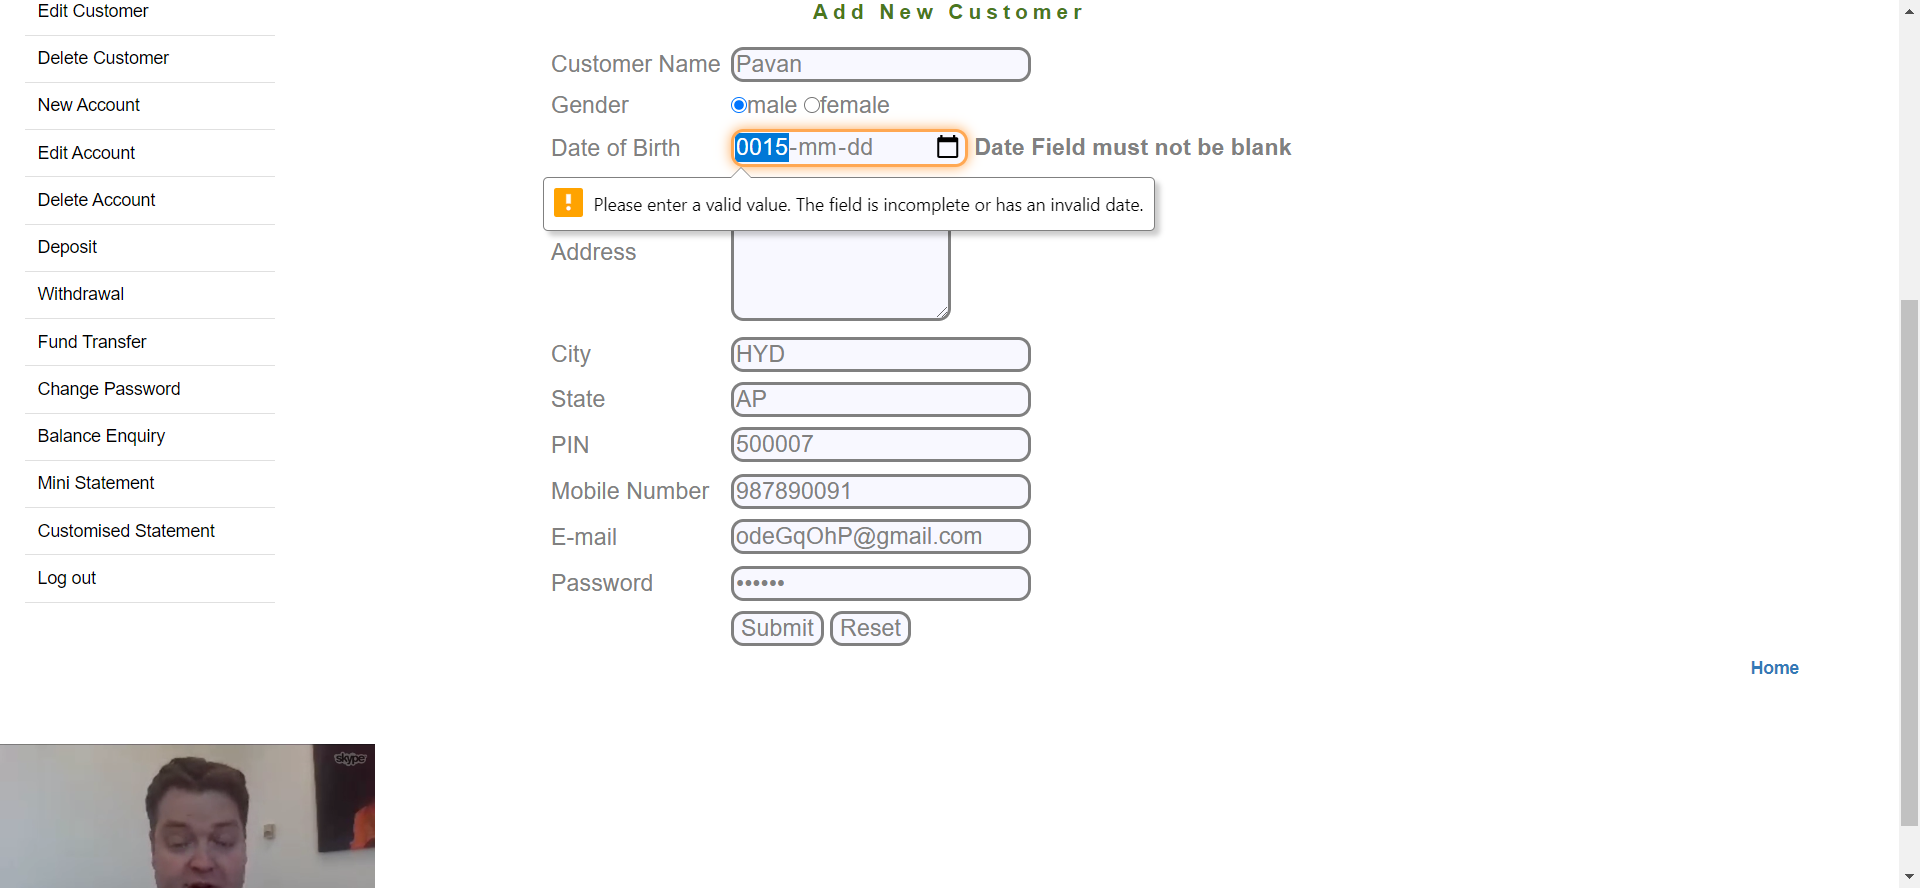 Edit Customer
Delete Customer
New Account
Edit Account
Delete Account
Deposit
Withdrawal
Fund Transfer
Change Password
Balance Enquiry
Mini Statement
Customised Statement
Log out
Add New Customer
Customer Name Pavan
Gender male female
Date of Birth 0015-mm-dd Date Field must not be blank
! Please enter a valid value. The field is incomplete or has an invalid date.
Address
City HYD
State AP
PIN 500007
Mobile Number 987890091
E-mail odeGqOhP@gmail.com
Password ••••••
Submit Reset
Home
skype